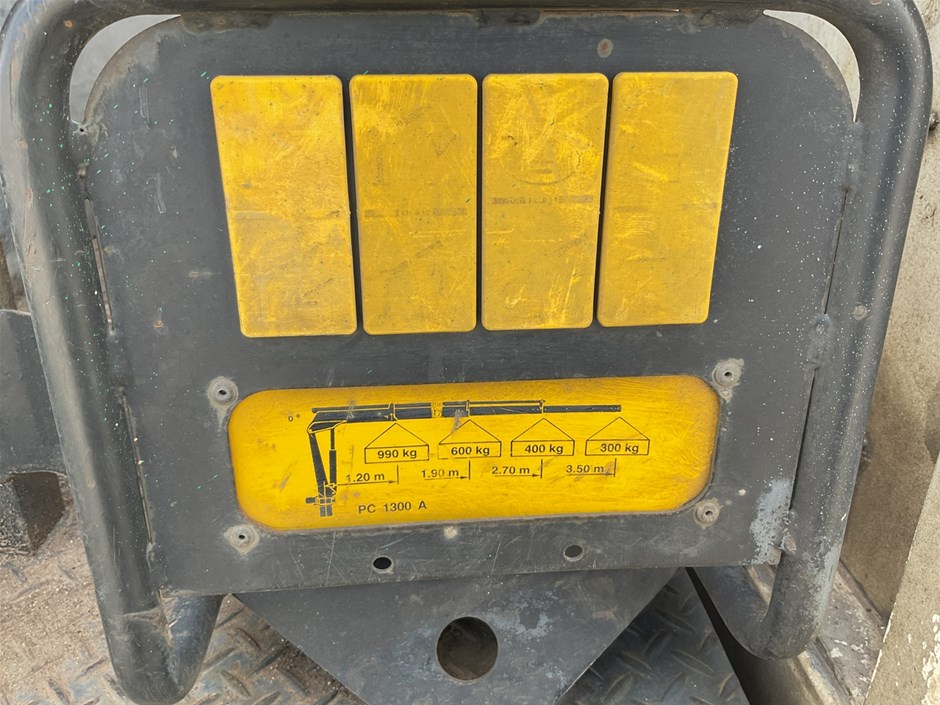 0°
990 kg 600 kg 400 kg 300 kg
1.20 m 1.90 m 2.70 m 3.50 m
PC 1300 A